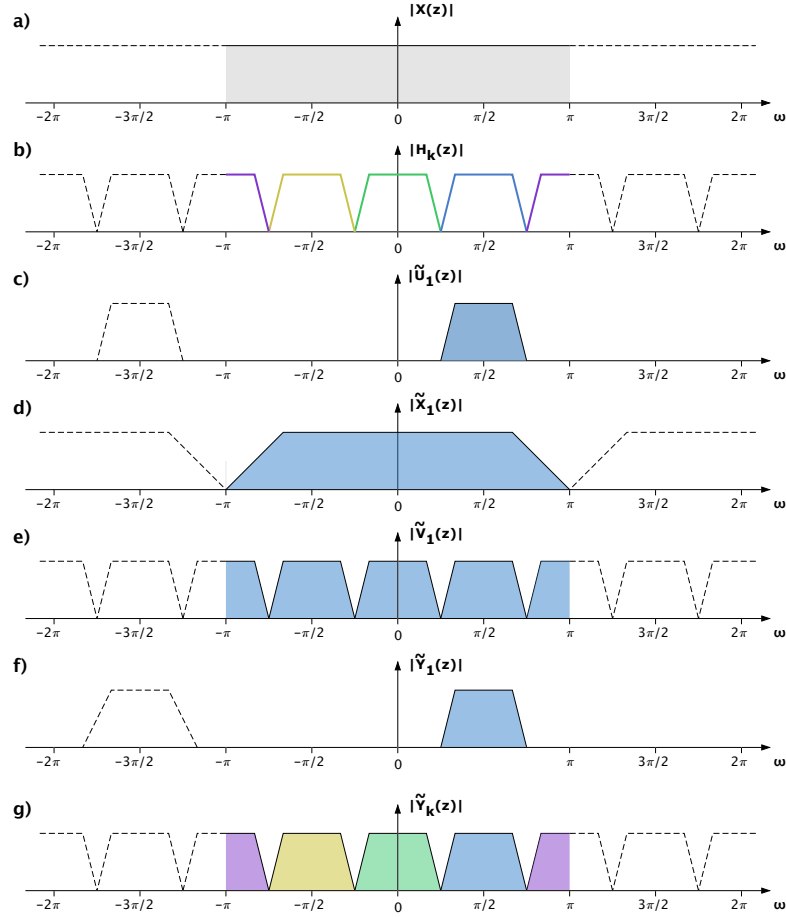 a)
|X(z)|
−2π −3π/2 −π −π/2 0 π/2 π 3π/2 2π ω
b)
|H_k(z)|
−2π −3π/2 −π −π/2 0 π/2 π 3π/2 2π ω
c)
|Ũ_1(z)|
−2π −3π/2 −π −π/2 0 π/2 π 3π/2 2π ω
d)
|X̃_1(z)|
−2π −3π/2 −π −π/2 0 π/2 π 3π/2 2π ω
e)
|Ṽ_1(z)|
−2π −3π/2 −π −π/2 0 π/2 π 3π/2 2π ω
f)
|Ỹ_1(z)|
−2π −3π/2 −π −π/2 0 π/2 π 3π/2 2π ω
g)
|Ỹ_k(z)|
−2π −3π/2 −π −π/2 0 π/2 π 3π/2 2π ω